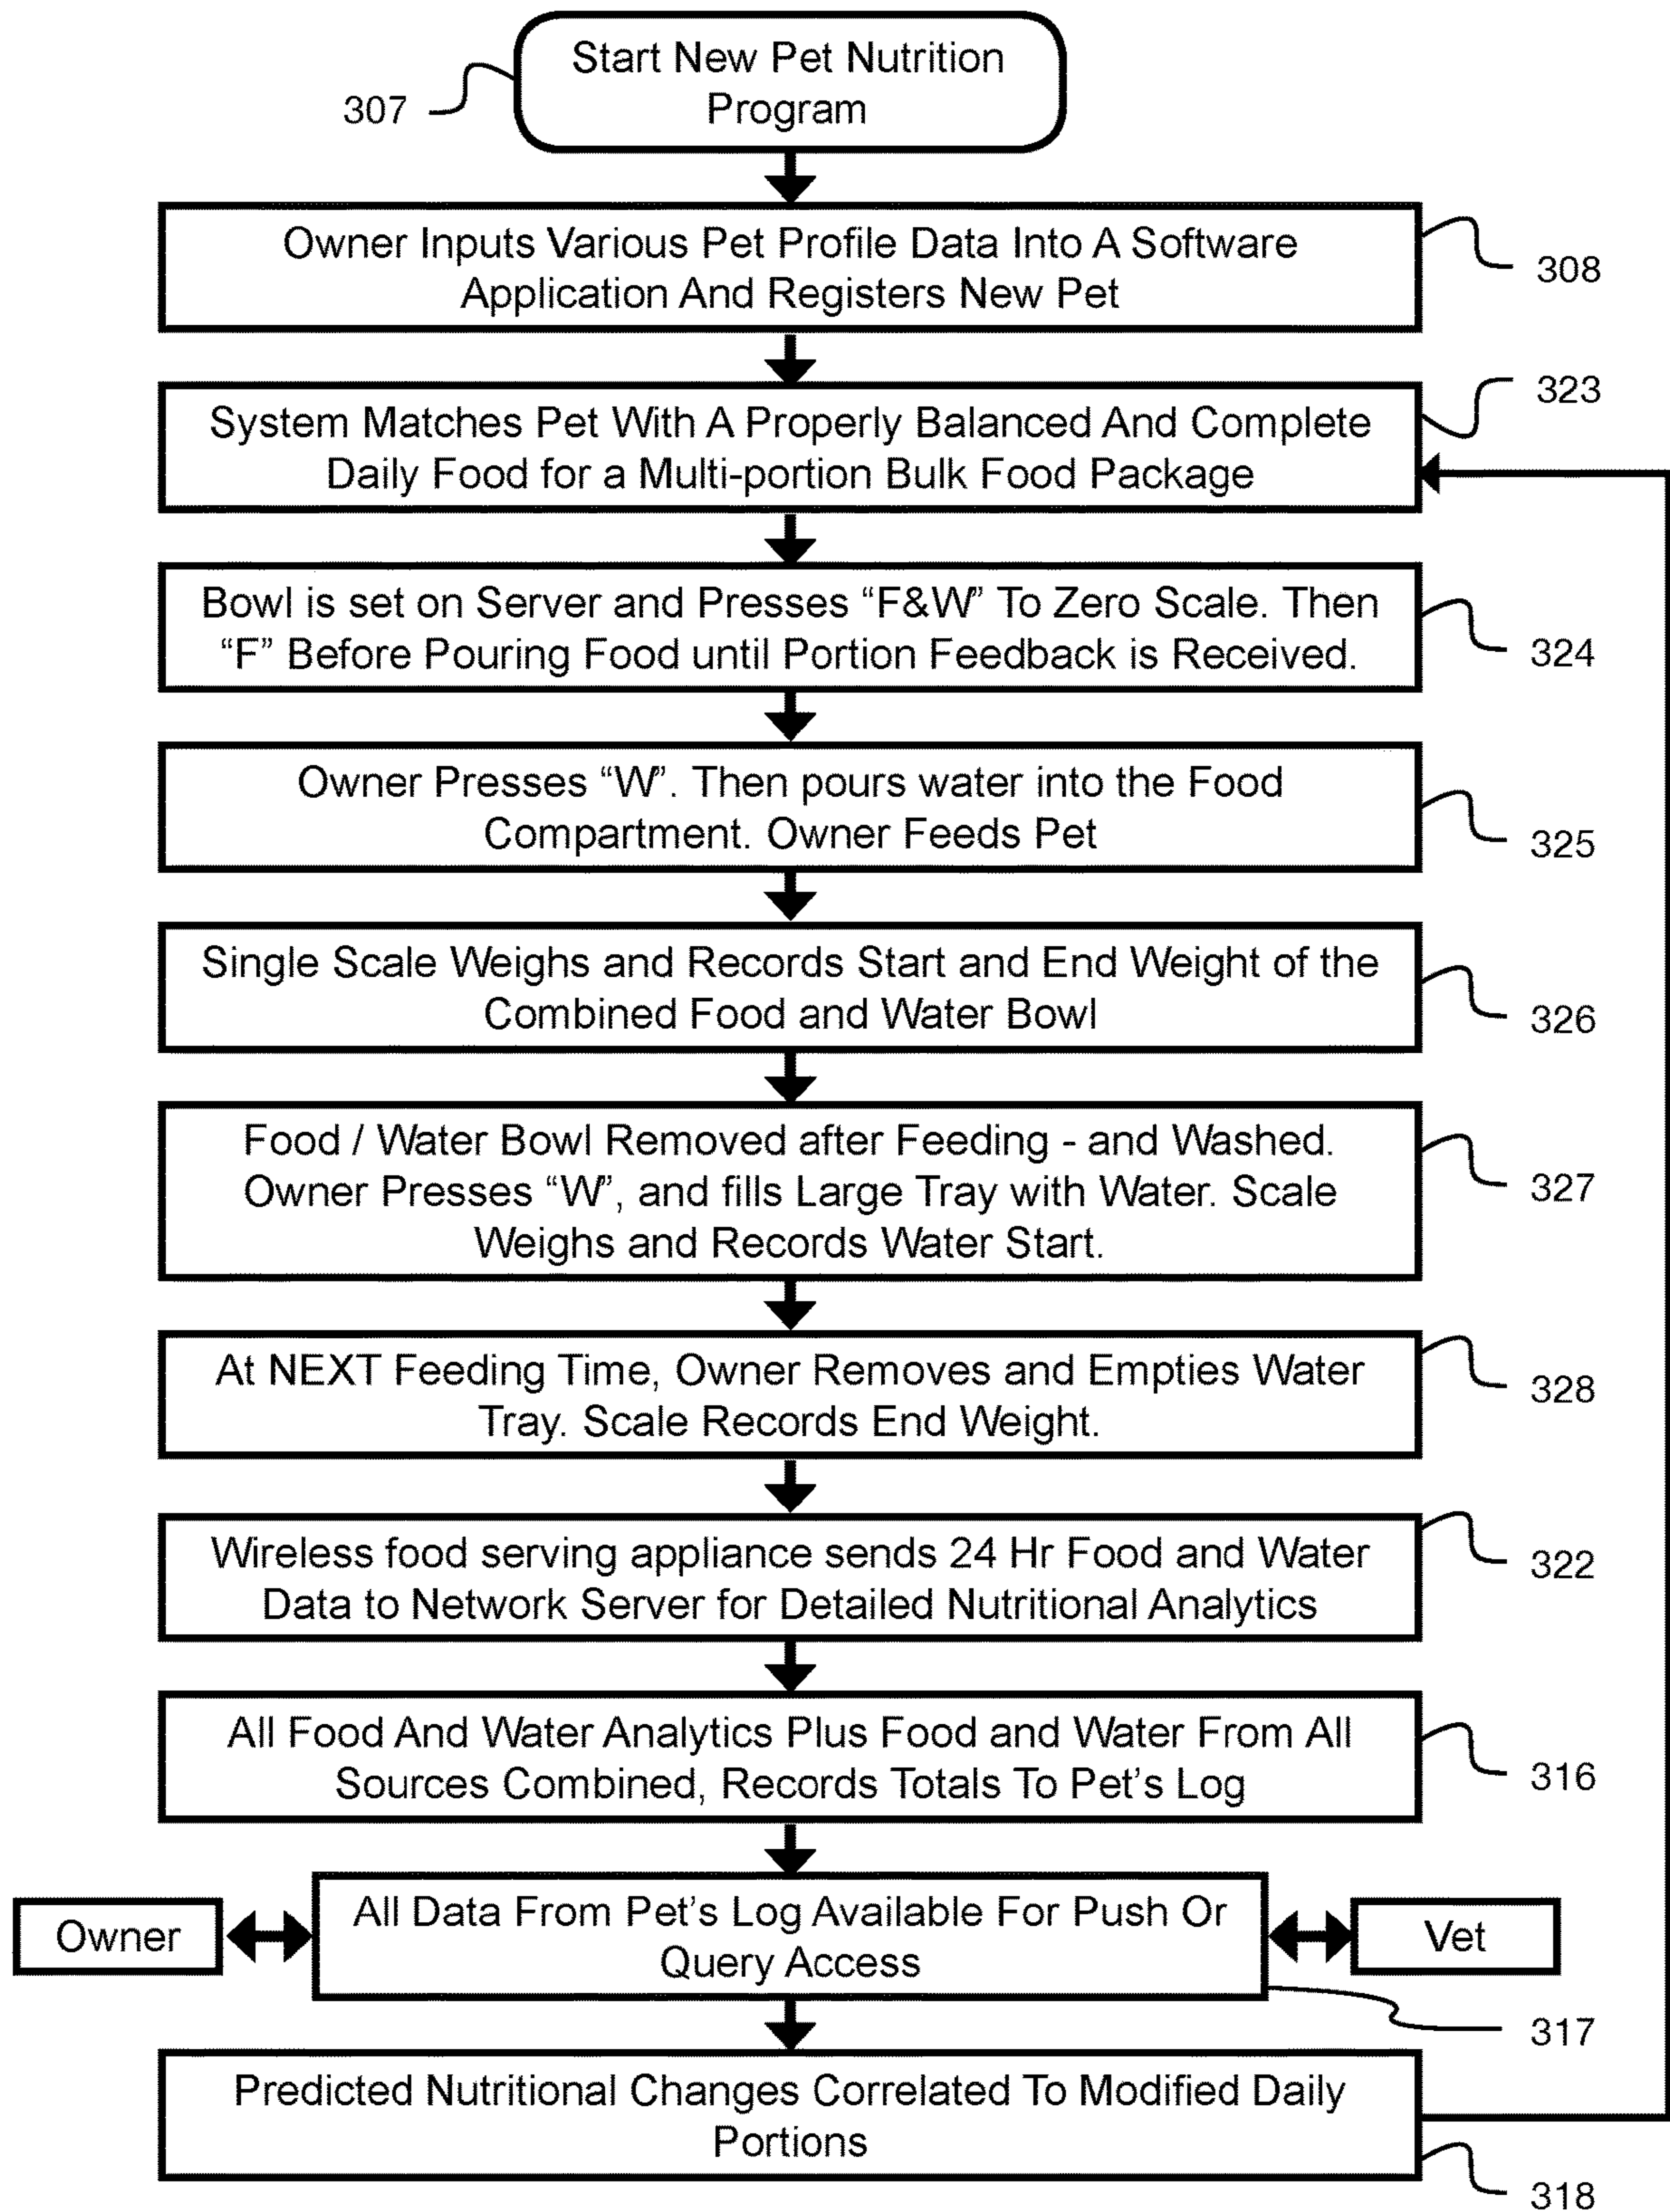 Start New Pet Nutrition
Program
307
Owner Inputs Various Pet Profile Data Into A Software
Application And Registers New Pet
308
System Matches Pet With A Properly Balanced And Complete
Daily Food for a Multi-portion Bulk Food Package
323
Bowl is set on Server and Presses “F&W” To Zero Scale. Then
“F” Before Pouring Food until Portion Feedback is Received.
324
Owner Presses “W”. Then pours water into the Food
Compartment. Owner Feeds Pet
325
Single Scale Weighs and Records Start and End Weight of the
Combined Food and Water Bowl
326
Food / Water Bowl Removed after Feeding - and Washed.
Owner Presses “W”, and fills Large Tray with Water. Scale
Weighs and Records Water Start.
327
At NEXT Feeding Time, Owner Removes and Empties Water
Tray. Scale Records End Weight.
328
Wireless food serving appliance sends 24 Hr Food and Water
Data to Network Server for Detailed Nutritional Analytics
322
All Food And Water Analytics Plus Food and Water From All
Sources Combined, Records Totals To Pet’s Log
316
Owner
All Data From Pet’s Log Available For Push Or
Query Access
Vet
317
Predicted Nutritional Changes Correlated To Modified Daily
Portions
318